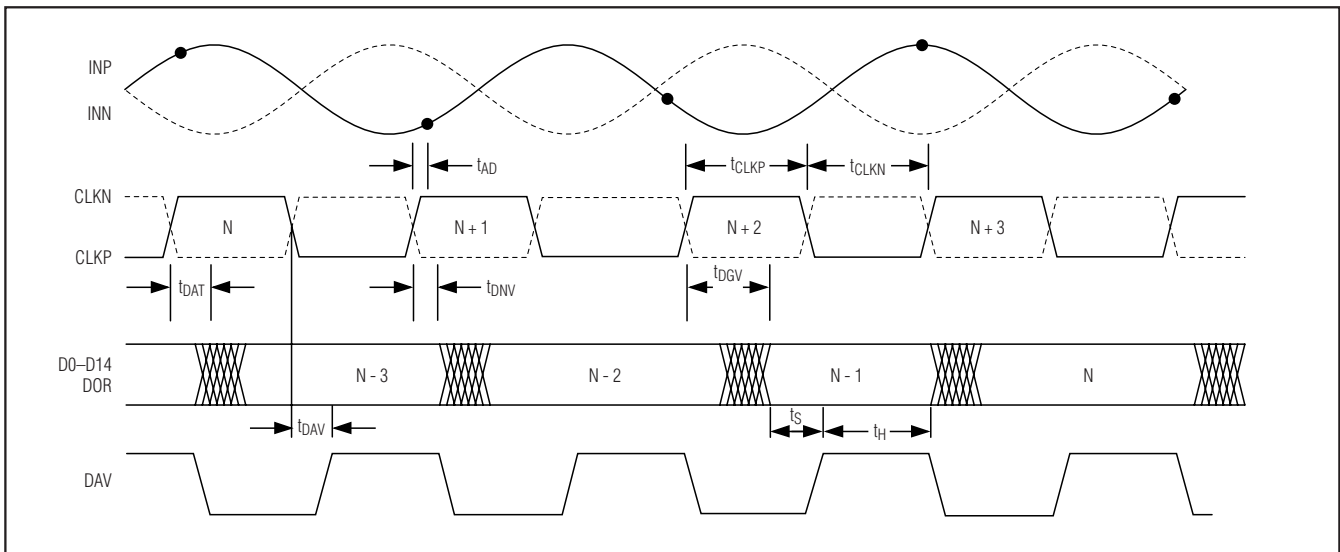 INP
INN
tAD
tCLKP
tCLKN
CLKN
N
N + 1
N + 2
N + 3
CLKP
tDAT
tDNV
tDGV
D0–D14
DOR
N - 3
N - 2
N - 1
N
tS
tH
tDAV
DAV